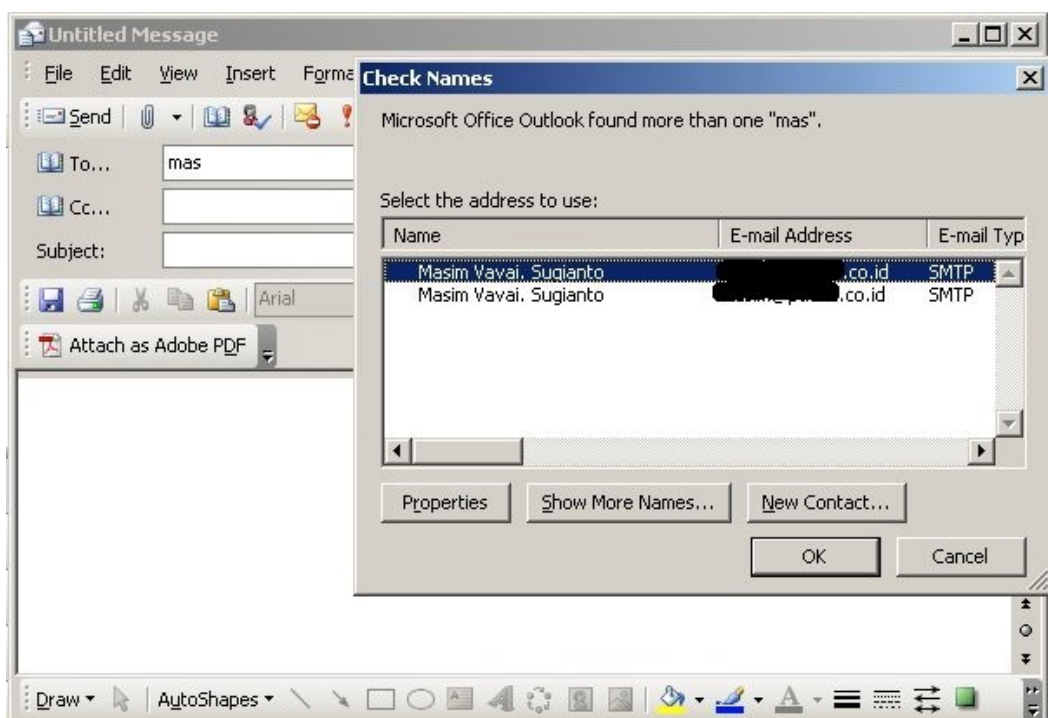 Untitled Message
File Edit View Insert Forma
Check Names
Microsoft Office Outlook found more than one "mas".
Send
To... mas
Cc...
Subject:
Select the address to use:
Name E-mail Address E-mail Typ
Masim Vavai. Sugianto .co.id SMTP
Masim Vavai. Sugianto .co.id SMTP
Arial
Attach as Adobe PDF
Properties Show More Names... New Contact...
OK Cancel
Draw AutoShapes